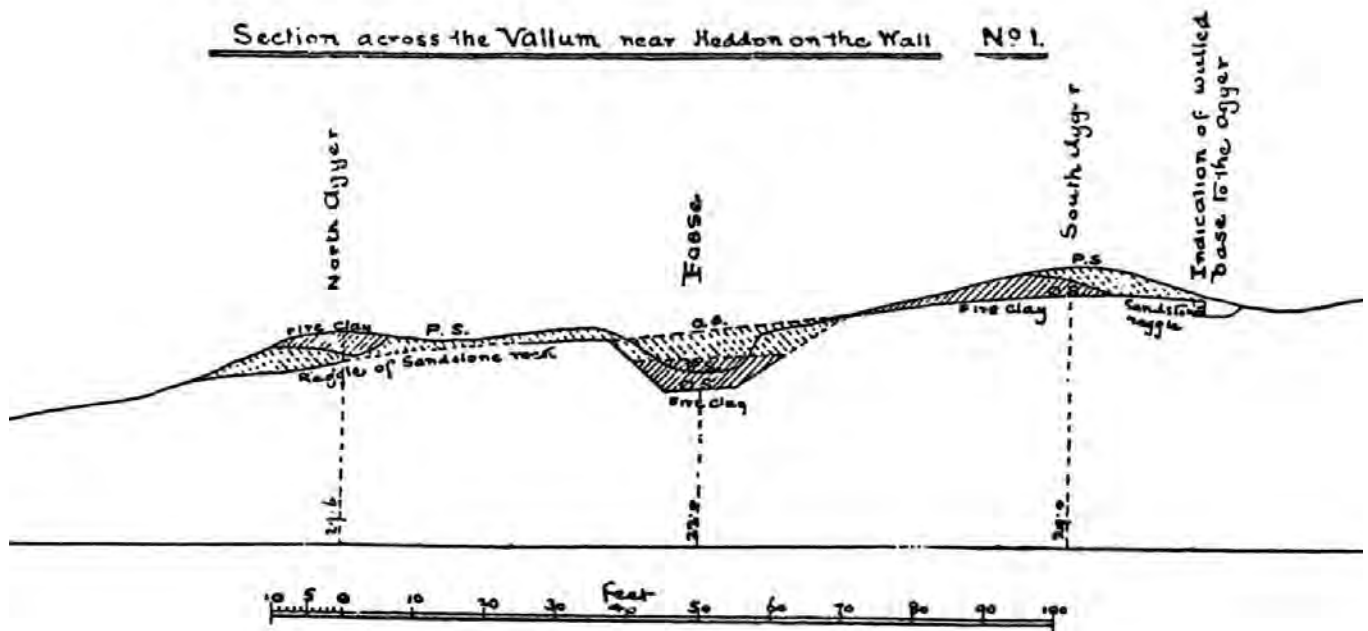 Section across the Vallum near Heddon on the Wall Nº 1.
North Agger
Fosse
South Agger
Indication of walled
base to the agger
Fire Clay
P. S.
Raggle of Sandstone rock
O. S.
P. S.
O. S.
Fire Clay
P. S
O. S.
Fire Clay
Sandstone
raggle
Feet
10 5 0 10 20 30 40 50 60 70 80 90 100